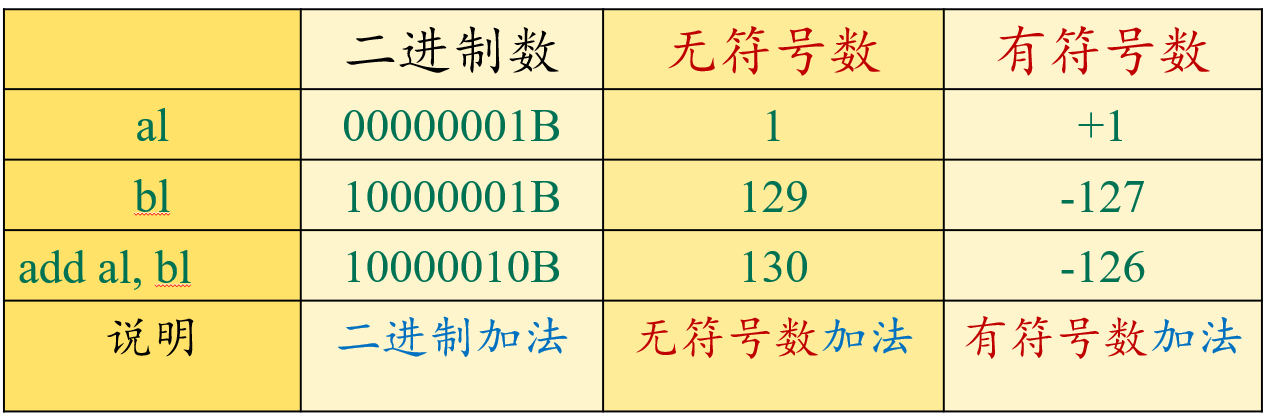 二进制数 无符号数 有符号数
al 00000001B 1 +1
bl 10000001B 129 -127
add al, bl 10000010B 130 -126
说明 二进制加法 无符号数加法 有符号数加法